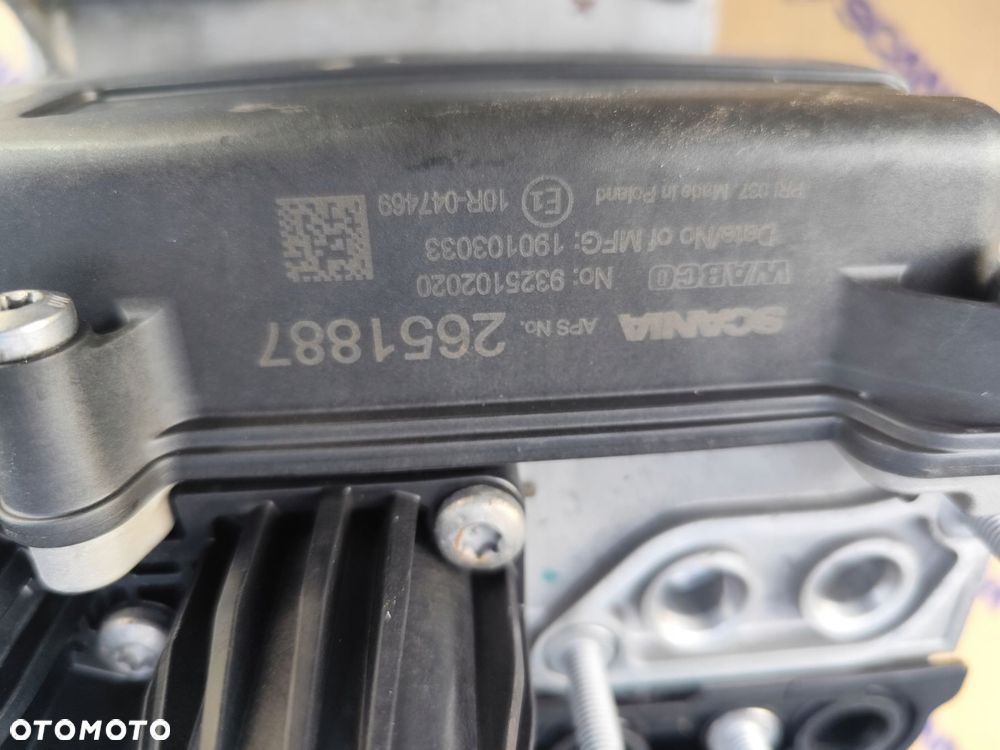 SCANIA APS No. 2651887
WABCO No: 9325102020
Date/No of MFG: 190103033
PRI 037. Made in Poland E1 10R-047469
OTOMOTO